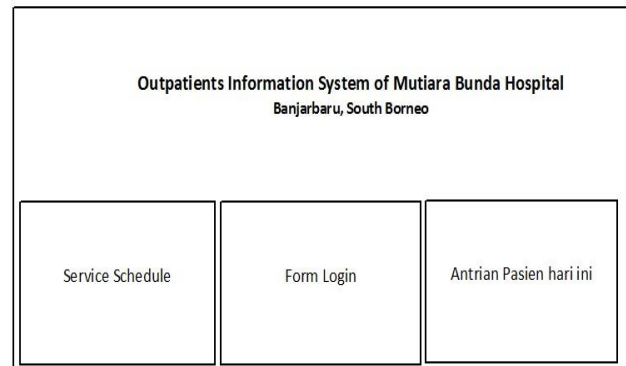 Outpatients Information System of Mutiara Bunda Hospital
Banjarbaru, South Borneo
Service Schedule
Form Login
Antrian Pasien hari ini